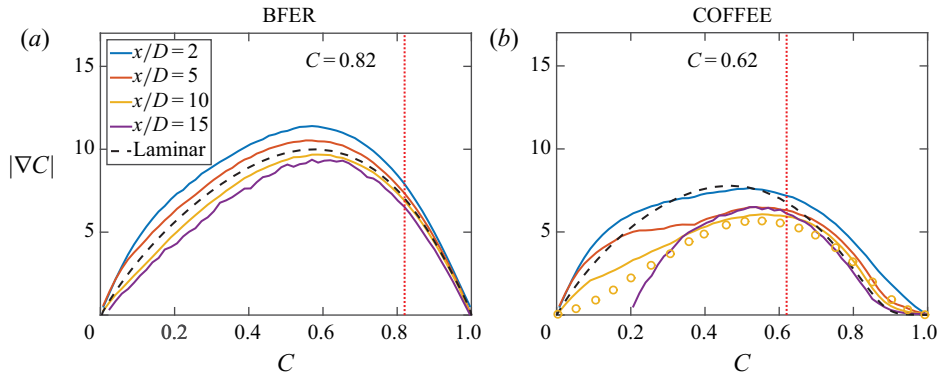 BFER
COFFEE
(a)
(b)
15
10
5
|∇C|
x/D = 2
x/D = 5
x/D = 10
x/D = 15
Laminar
C = 0.82
0
0.2
0.4
0.6
0.8
1.0
C
15
10
5
C = 0.62
0
0.2
0.4
0.6
0.8
1.0
C